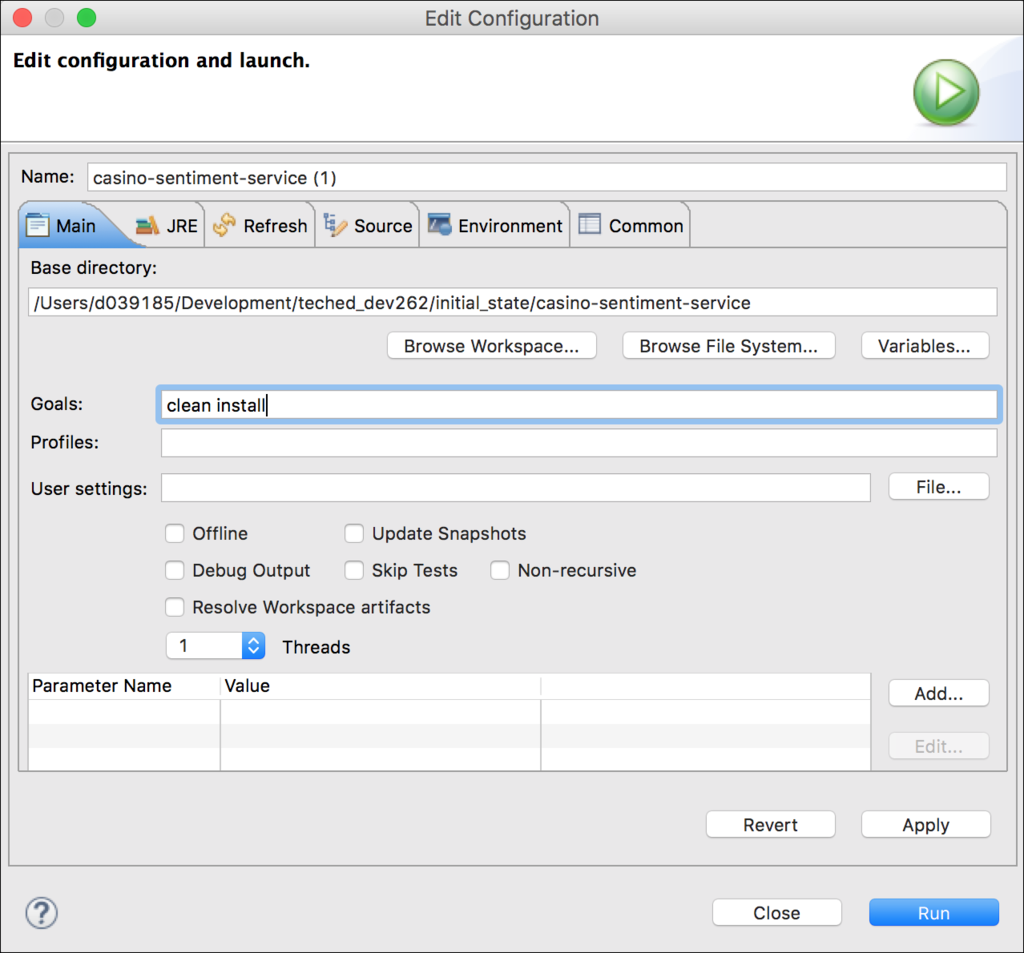 Edit Configuration
Edit configuration and launch.
Name: casino-sentiment-service (1)
Main JRE Refresh Source Environment Common
Base directory:
/Users/d039185/Development/teched_dev262/initial_state/casino-sentiment-service
Browse Workspace... Browse File System... Variables...
Goals: clean install
Profiles:
User settings: File...
Offline Update Snapshots
Debug Output Skip Tests Non-recursive
Resolve Workspace artifacts
1 Threads
Parameter Name Value
Add...
Edit...
Revert Apply
? Close Run